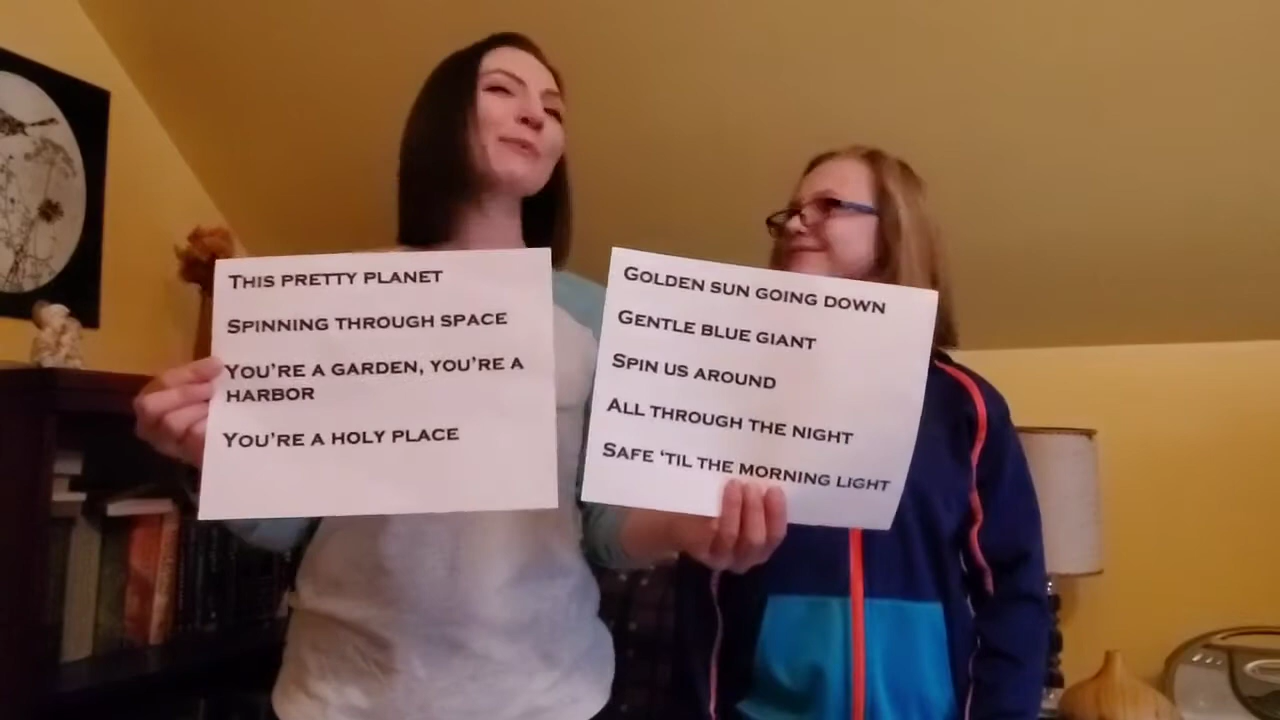 THIS PRETTY PLANET
SPINNING THROUGH SPACE
YOU'RE A GARDEN, YOU'RE A
HARBOR
YOU'RE A HOLY PLACE
GOLDEN SUN GOING DOWN
GENTLE BLUE GIANT
SPIN US AROUND
ALL THROUGH THE NIGHT
SAFE 'TIL THE MORNING LIGHT